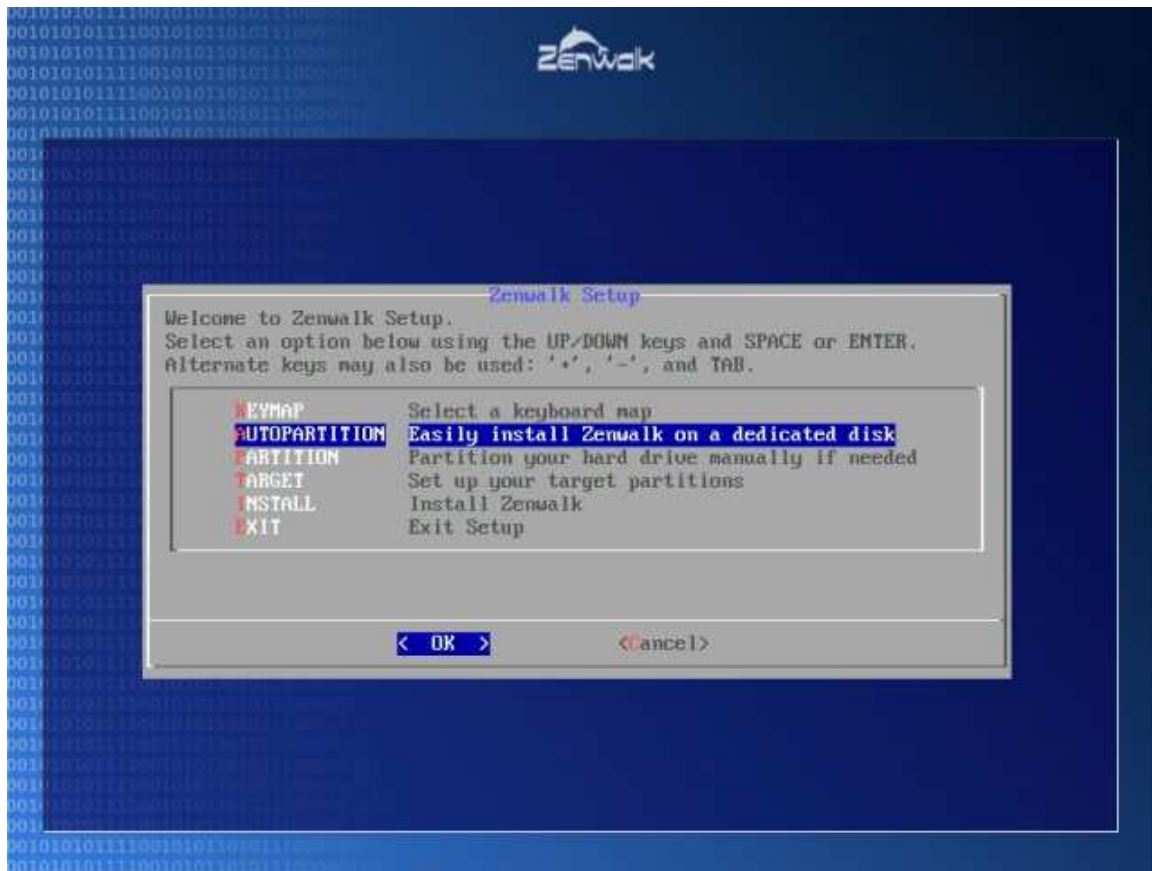 Zenwalk
Zenwalk Setup
Welcome to Zenwalk Setup.
Select an option below using the UP/DOWN keys and SPACE or ENTER.
Alternate keys may also be used: '+', '-', and TAB.
KEYMAP Select a keyboard map
AUTOPARTITION Easily install Zenwalk on a dedicated disk
PARTITION Partition your hard drive manually if needed
TARGET Set up your target partitions
INSTALL Install Zenwalk
EXIT Exit Setup
< OK > <Cancel>